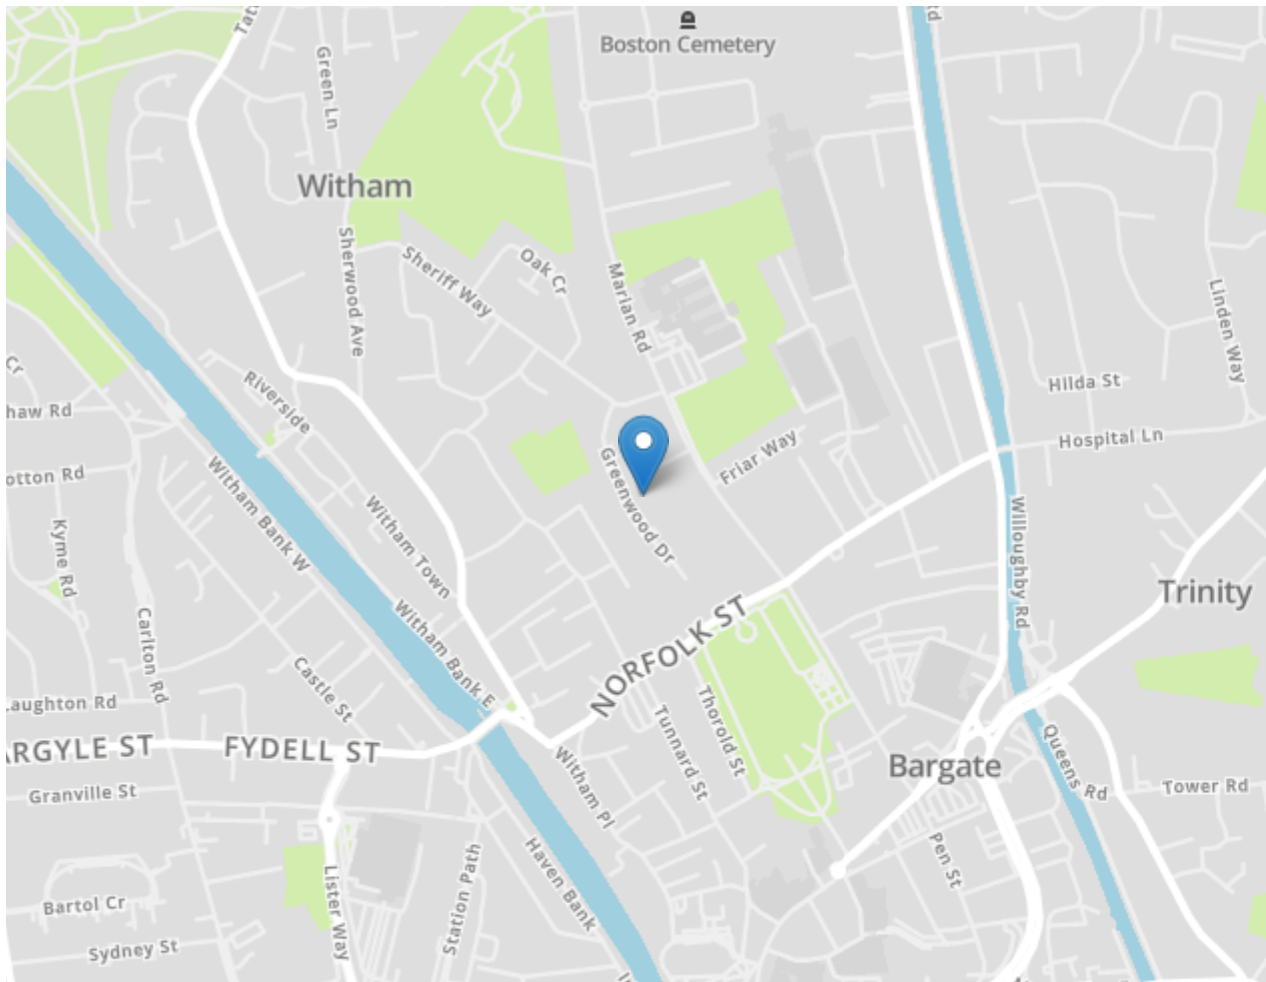 Tat
Rd
Boston Cemetery
Green Ln
Witham
Sherwood Ave
Sheriff Way
Oak Cr
Marian Rd
Linden Way
Cr
haw Rd
Riverside
Hilda St
Hospital Ln
Friar Way
otton Rd
Witham Bank W
Greenwood Dr
Kyme Rd
Witham Town
Willoughby Rd
Trinity
Carlton Rd
Witham Bank E
NORFOLK ST
Castle St
Laughton Rd
Thorold St
Tunnard St
ARGYLE ST
FYDELL ST
Witham Pl
Bargate
Queens Rd
Granville St
Tower Rd
Pen St
Haven Bank
Station Path
Lister Way
Bartol Cr
Sydney St